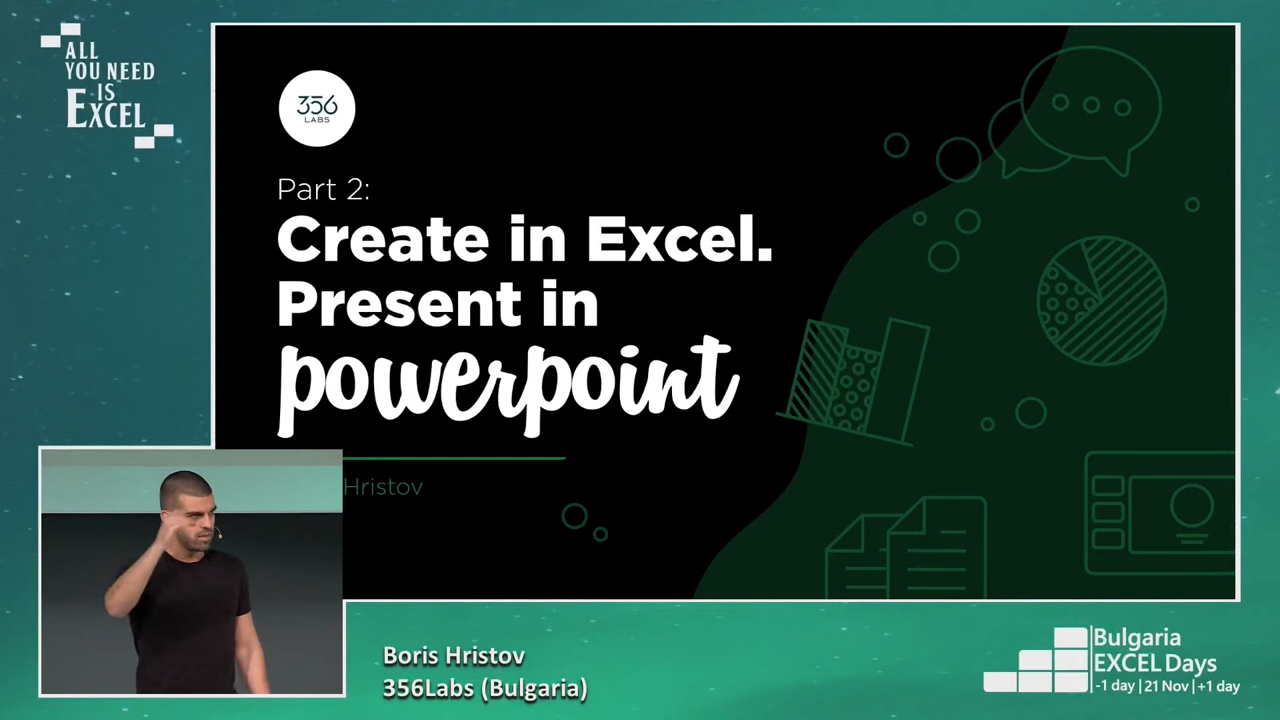 ALL
YOU NEED
IS
EXCEL
356
LABS
Part 2:
Create in Excel.
Present in
powerpoint
Hristov
Boris Hristov
356Labs (Bulgaria)
Bulgaria
EXCEL Days
-1 day | 21 Nov | +1 day